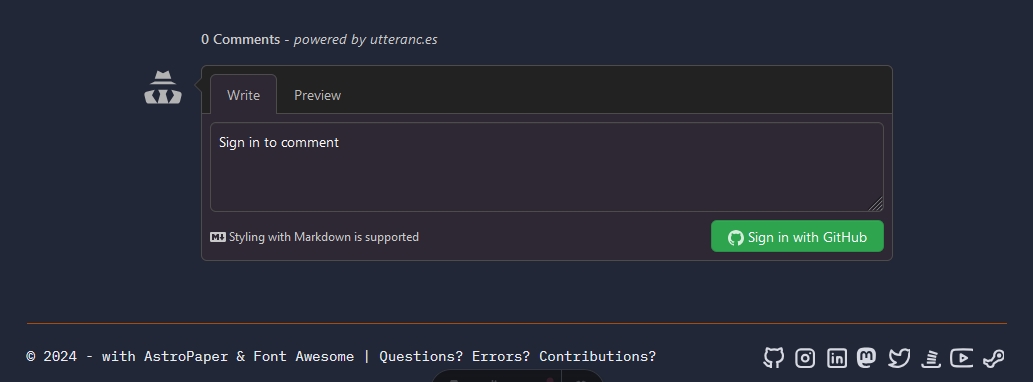 0 Comments - powered by utteranc.es
Write Preview
Sign in to comment
M↓ Styling with Markdown is supported
Sign in with GitHub
© 2024 - with AstroPaper & Font Awesome | Questions? Errors? Contributions?